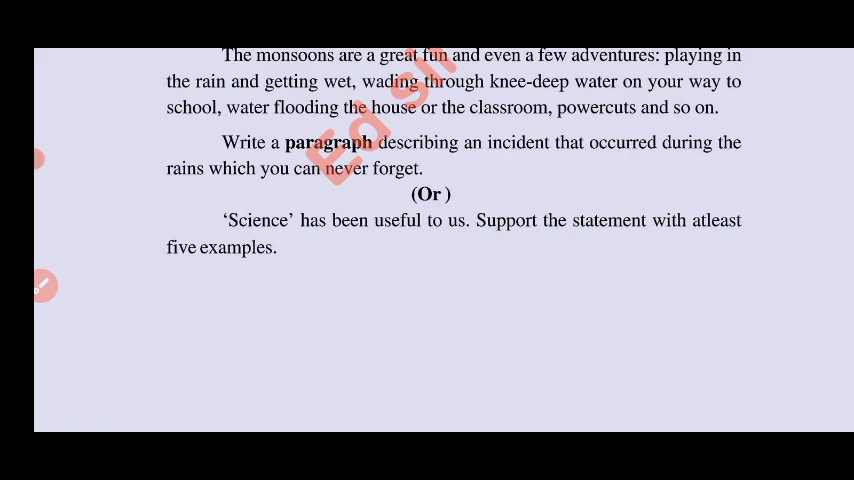 The monsoons are a great fun and even a few adventures: playing in
the rain and getting wet, wading through knee-deep water on your way to
school, water flooding the house or the classroom, powercuts and so on.
Write a paragraph describing an incident that occurred during the
rains which you can never forget.
(Or )
‘Science’ has been useful to us. Support the statement with atleast
five examples.
Ed sir